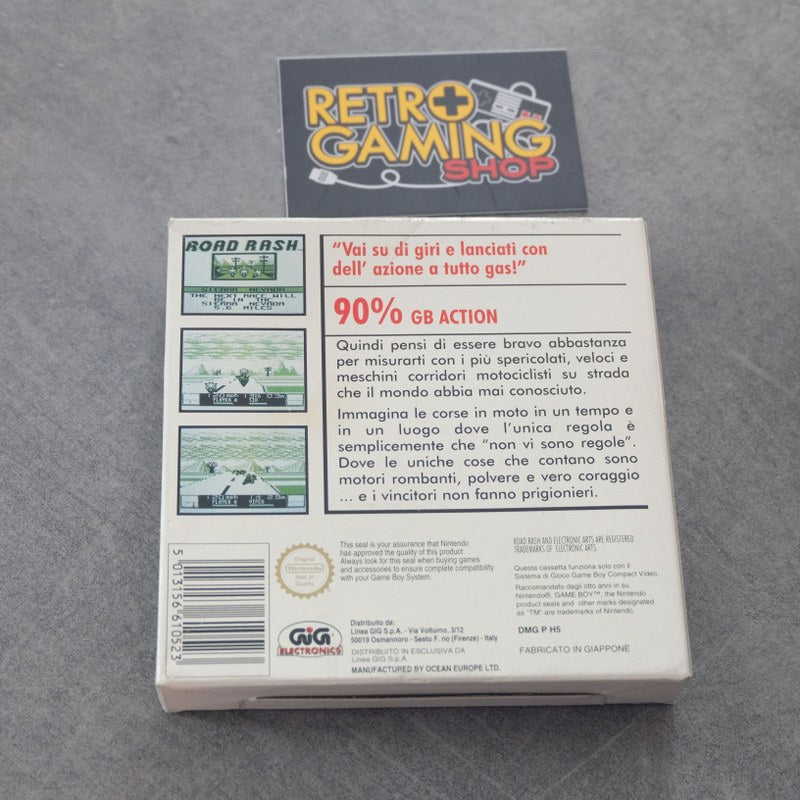 RETRO
GAMING
SHOP
ROAD RASH
SIERRA NEVADA
THE NEXT RACE WILL
BE IN THE
SIERRA NEVADA
5.6 MILES
PLAYER A SID
PLAYER A VIPER
“Vai su di giri e lanciati con
dell’ azione a tutto gas!”
90% GB ACTION
Quindi pensi di essere bravo abbastanza
per misurarti con i più spericolati, veloci e
meschini corridori motociclisti su strada
che il mondo abbia mai conosciuto.
Immagina le corse in moto in un tempo e
in un luogo dove l'unica regola è
semplicemente che “non vi sono regole”.
Dove le uniche cose che contano sono
motori rombanti, polvere e vero coraggio
... e i vincitori non fanno prigionieri.
5 013156 610523
Original
Nintendo
Seal of
Quality
This seal is your assurance that Nintendo
has approved the quality of this product.
Always look for this seal when buying games
and accessories to ensure complete compatibility
with your Game Boy System.
GIG
ELECTRONICS
Distribuito da:
Linea GIG S.p.A. - Via Volturno, 3/12
50019 Osmannoro - Sesto F. no (Firenze) - Italy
DISTRIBUITO IN ESCLUSIVA DA
Linea GIG S.p.A.
MANUFACTURED BY OCEAN EUROPE LTD.
ROAD RASH AND ELECTRONIC ARTS ARE REGISTERED
TRADEMARKS OF ELECTRONIC ARTS.
Questa cassetta funziona solo con il
Sistema di Gioco Game Boy Compact Video.
Raccomandato dagli otto anni in su
Nintendo®, GAME BOY™, the Nintendo
product seals and other marks designated
as “TM” are trademarks of Nintendo.
DMG P H5
FABRICATO IN GIAPPONE